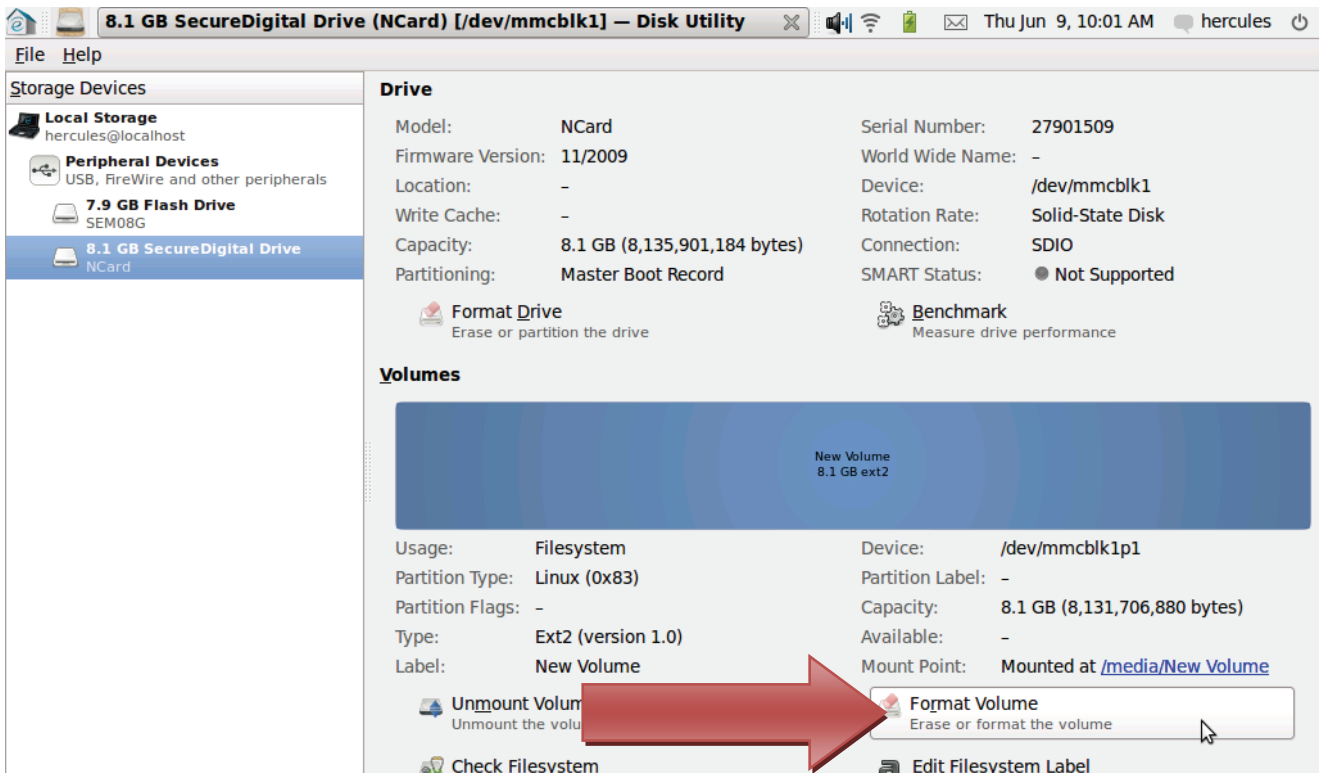 8.1 GB SecureDigital Drive (NCard) [/dev/mmcblk1] — Disk Utility
Thu Jun 9, 10:01 AM
hercules
File Help
Storage Devices
Local Storage
hercules@localhost
Peripheral Devices
USB, FireWire and other peripherals
7.9 GB Flash Drive
SEM08G
8.1 GB SecureDigital Drive
NCard
Drive
Model: NCard Serial Number: 27901509
Firmware Version: 11/2009 World Wide Name: –
Location: – Device: /dev/mmcblk1
Write Cache: – Rotation Rate: Solid-State Disk
Capacity: 8.1 GB (8,135,901,184 bytes) Connection: SDIO
Partitioning: Master Boot Record SMART Status: Not Supported
Format Drive Benchmark
Erase or partition the drive Measure drive performance
Volumes
New Volume
8.1 GB ext2
Usage: Filesystem Device: /dev/mmcblk1p1
Partition Type: Linux (0x83) Partition Label: –
Partition Flags: – Capacity: 8.1 GB (8,131,706,880 bytes)
Type: Ext2 (version 1.0) Available: –
Label: New Volume Mount Point: Mounted at /media/New Volume
Unmount Format Volume
Unmount the Erase or format the volume
Check Filesystem Edit Filesystem Label